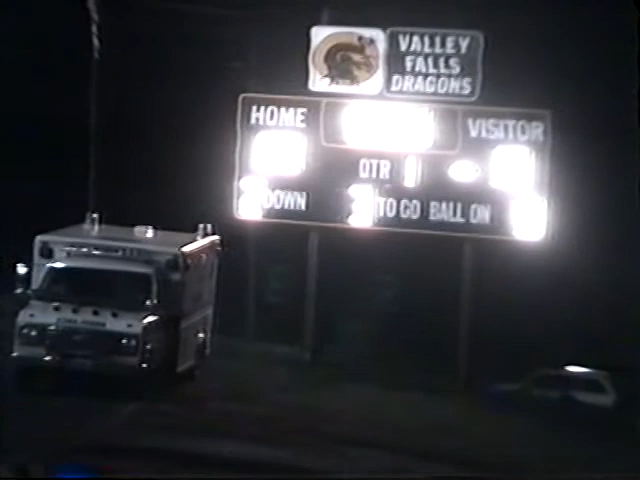 VALLEY
FALLS
DRAGONS
HOME
VISITOR
QTR
DOWN
TO GO
BALL ON